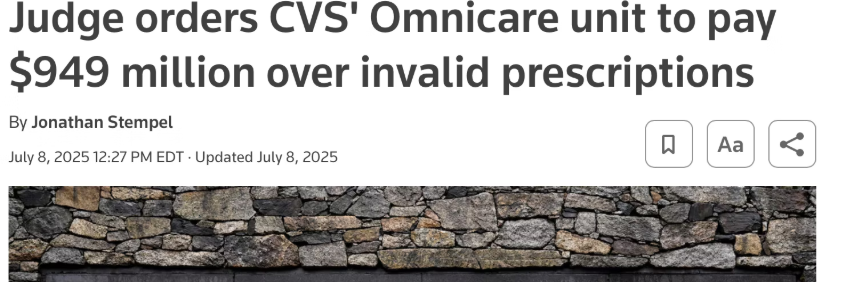 Judge orders CVS' Omnicare unit to pay
$949 million over invalid prescriptions
By Jonathan Stempel
July 8, 2025 12:27 PM EDT · Updated July 8, 2025
Aa